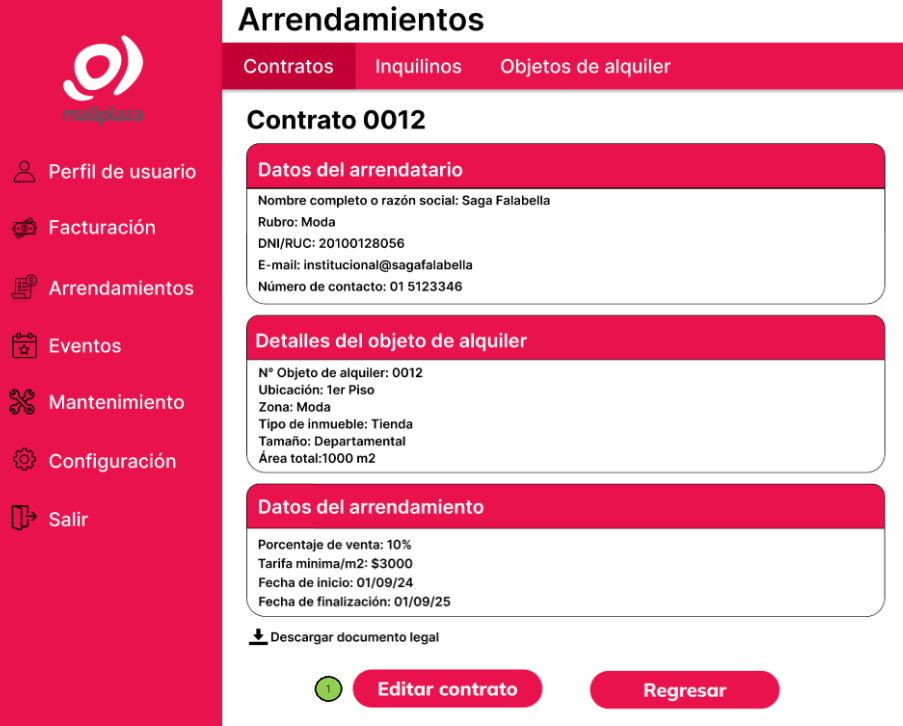 mallplaza
Perfil de usuario
Facturación
Arrendamientos
Eventos
Mantenimiento
Configuración
Salir
Arrendamientos
Contratos Inquilinos Objetos de alquiler
Contrato 0012
Datos del arrendatario
Nombre completo o razón social: Saga Falabella
Rubro: Moda
DNI/RUC: 20100128056
E-mail: institucional@sagafalabella
Número de contacto: 01 5123346
Detalles del objeto de alquiler
N° Objeto de alquiler: 0012
Ubicación: 1er Piso
Zona: Moda
Tipo de inmueble: Tienda
Tamaño: Departamental
Área total:1000 m2
Datos del arrendamiento
Porcentaje de venta: 10%
Tarifa minima/m2: $3000
Fecha de inicio: 01/09/24
Fecha de finalización: 01/09/25
Descargar documento legal
1 Editar contrato Regresar